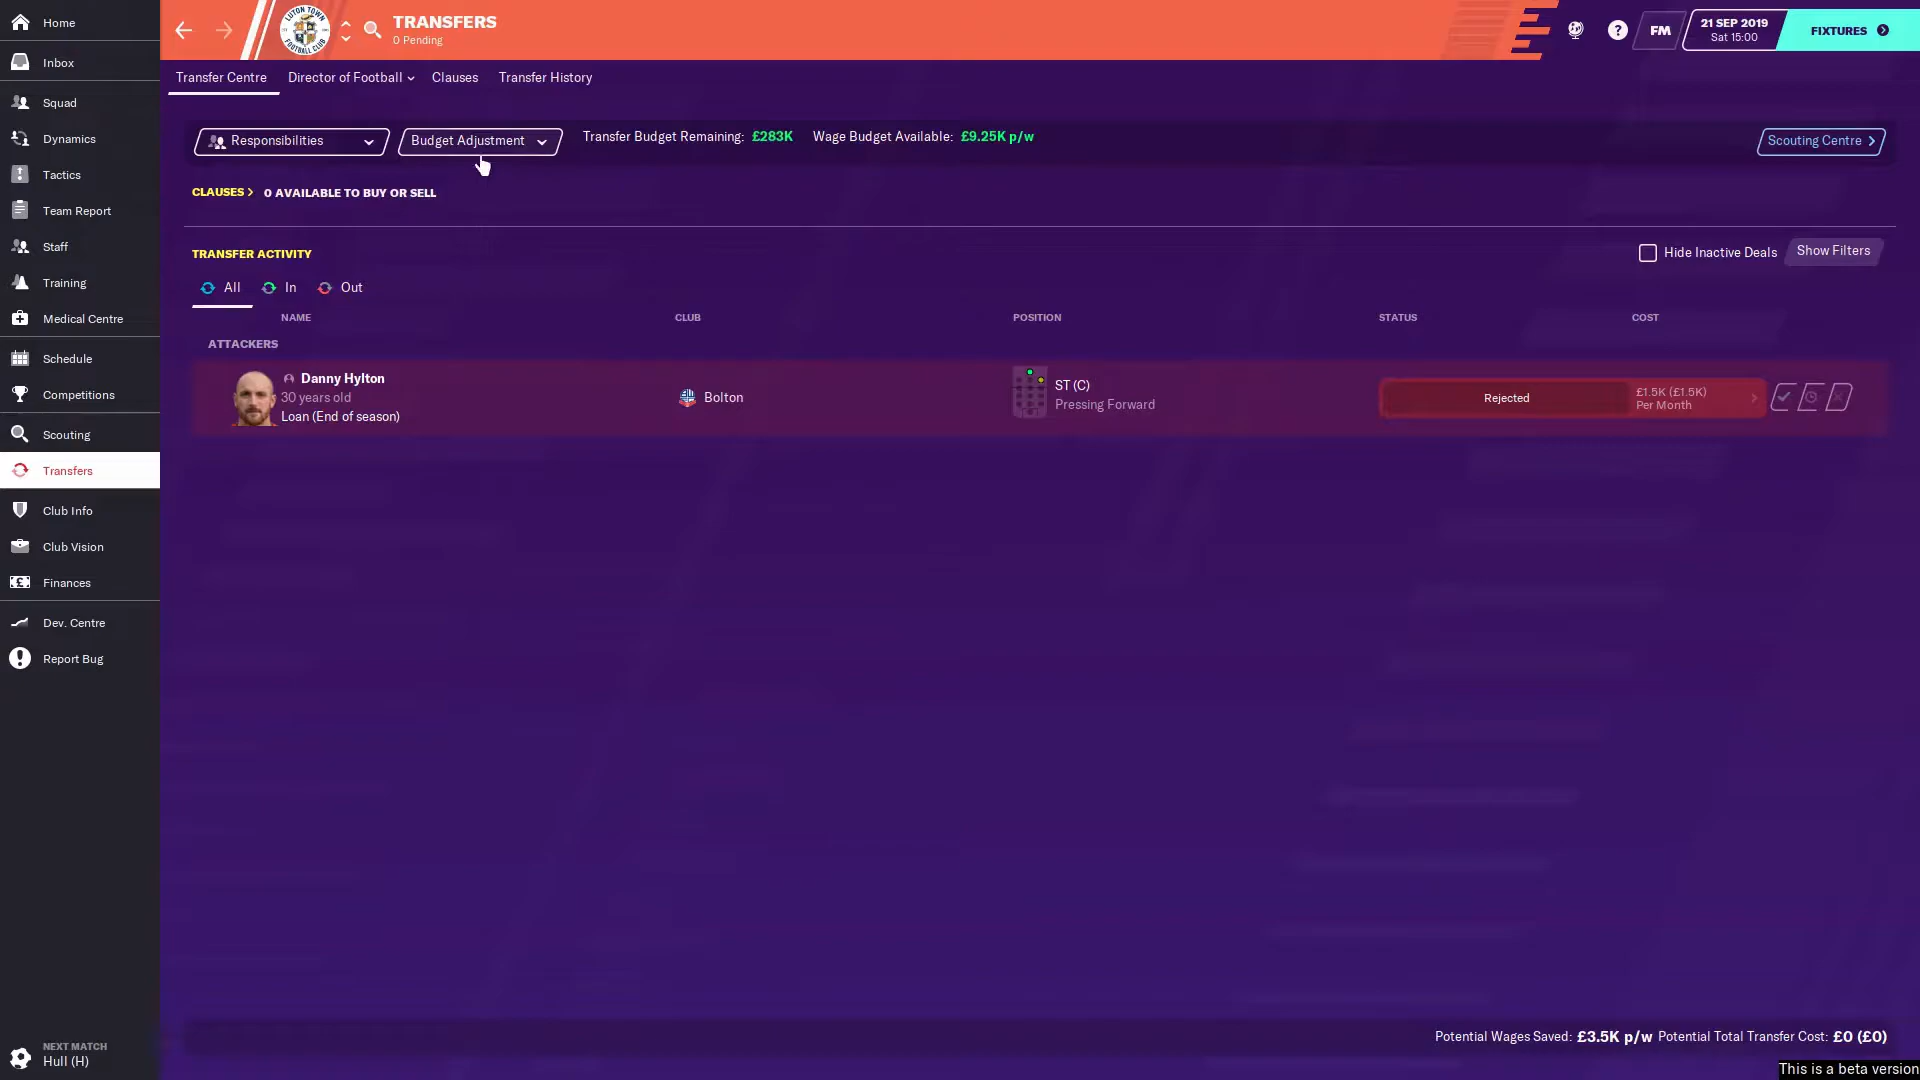 Home
Inbox
Squad
Dynamics
Tactics
Team Report
Staff
Training
Medical Centre
Schedule
Competitions
Scouting
Transfers
Club Info
Club Vision
Finances
Dev. Centre
Report Bug
NEXT MATCH
Hull (H)
LUTON TOWN
FOOTBALL CLUB
TRANSFERS
0 Pending
?
FM
21 SEP 2019
Sat 15:00
FIXTURES
Transfer Centre
Director of Football
Clauses
Transfer History
Responsibilities
Budget Adjustment
Transfer Budget Remaining: £283K
Wage Budget Available: £9.25K p/w
Scouting Centre
CLAUSES > 0 AVAILABLE TO BUY OR SELL
TRANSFER ACTIVITY
Hide Inactive Deals
Show Filters
All
In
Out
NAME
CLUB
POSITION
STATUS
COST
ATTACKERS
Danny Hylton
30 years old
Loan (End of season)
Bolton
ST (C)
Pressing Forward
Rejected
£1.5K (£1.5K)
Per Month
Potential Wages Saved: £3.5K p/w Potential Total Transfer Cost: £0 (£0)
This is a beta version